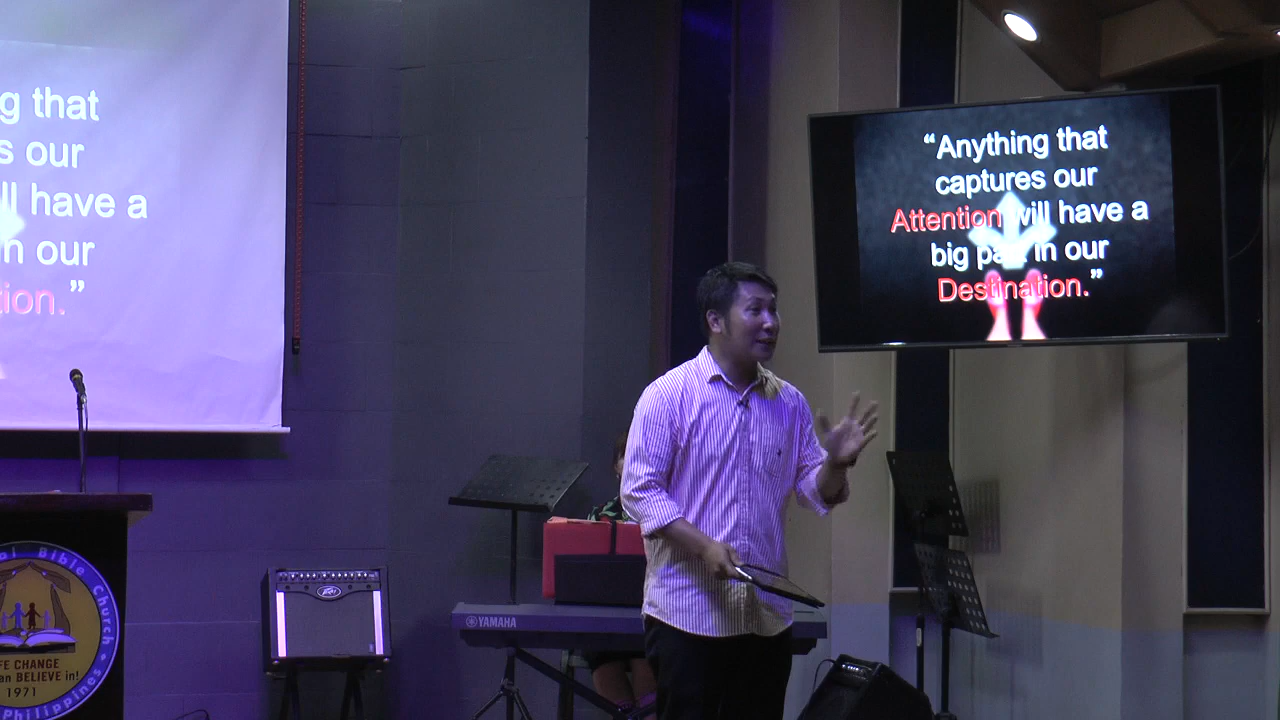 g that
s our
ll have a
in our
tion.”
“Anything that
captures our
Attention will have a
big part in our
Destination.”
Bible Church
FE CHANGE
an BELIEVE in!
1971
Philippines
PEAVEY
YAMAHA